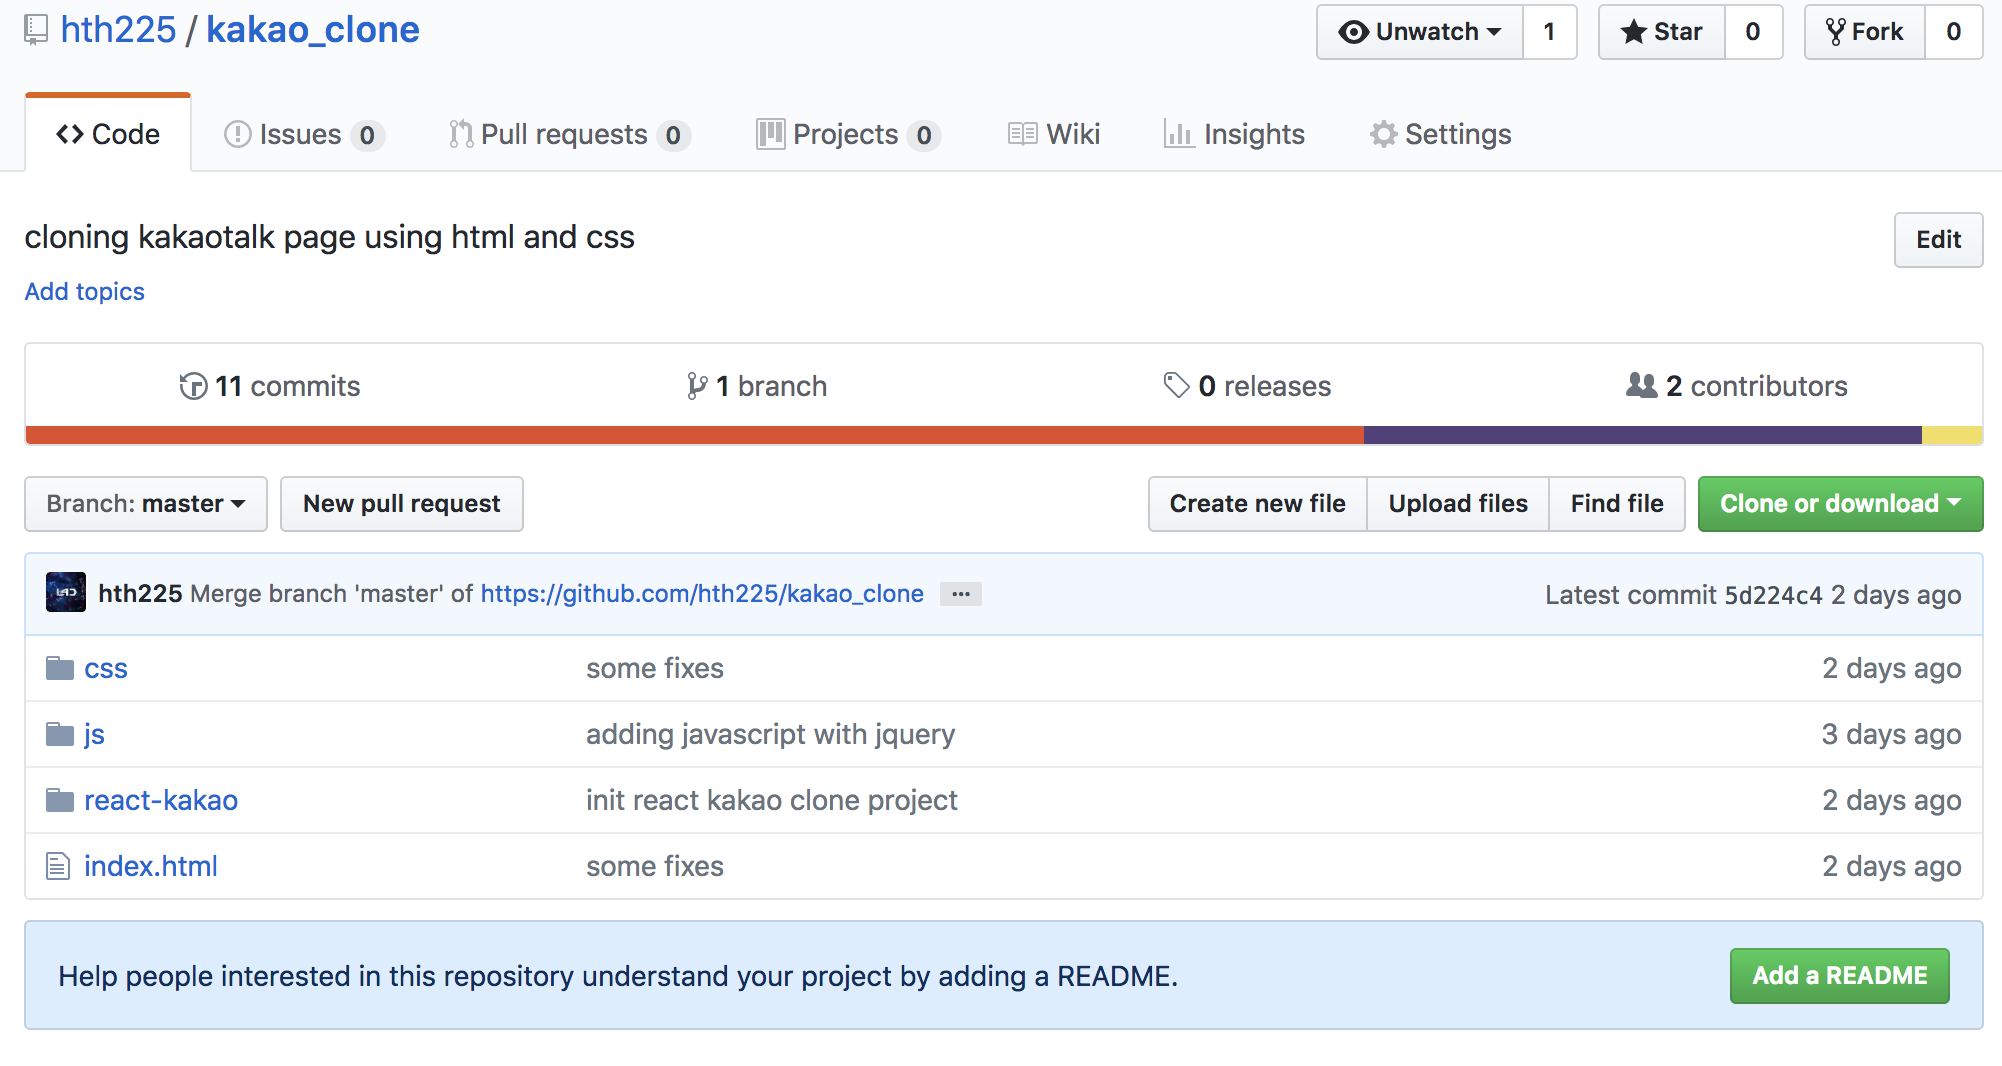 hth225 / kakao_clone
Unwatch 1 Star 0 Fork 0
Code Issues 0 Pull requests 0 Projects 0 Wiki Insights Settings
cloning kakaotalk page using html and css
Edit
Add topics
11 commits 1 branch 0 releases 2 contributors
Branch: master New pull request Create new file Upload files Find file Clone or download
hth225 Merge branch 'master' of https://github.com/hth225/kakao_clone ... Latest commit 5d224c4 2 days ago
css some fixes 2 days ago
js adding javascript with jquery 3 days ago
react-kakao init react kakao clone project 2 days ago
index.html some fixes 2 days ago
Help people interested in this repository understand your project by adding a README. Add a README